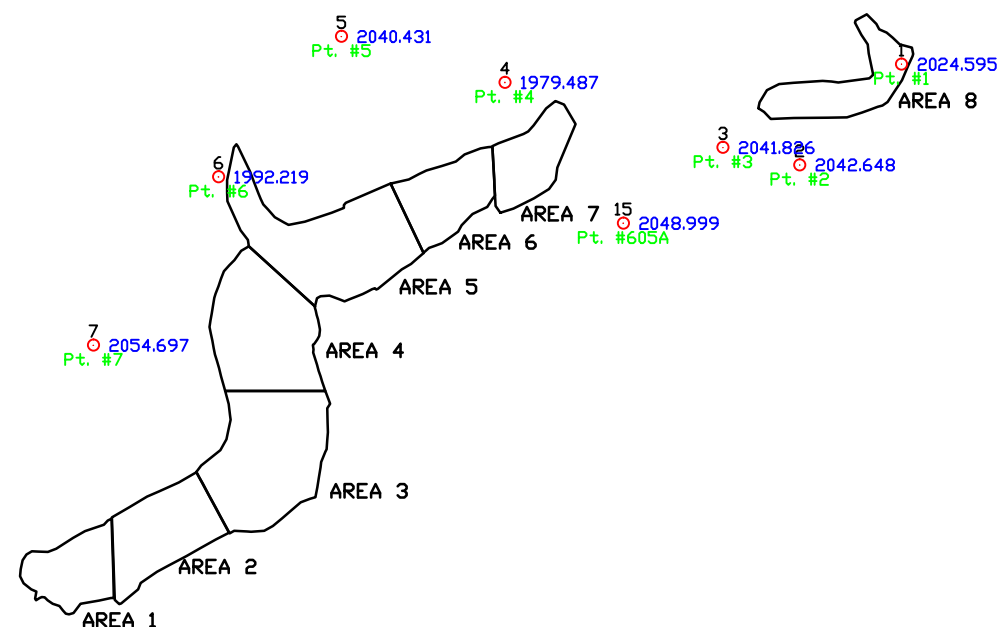 5
2040.431
Pt. #5
4
1979.487
Pt. #4
1
2024.595
Pt. #1
AREA 8
3
2041.826
Pt. #3
2
2042.648
Pt. #2
6
1992.219
Pt. #6
15
2048.999
Pt. #605A
AREA 7
AREA 6
AREA 5
7
2054.697
Pt. #7
AREA 4
AREA 3
AREA 2
AREA 1